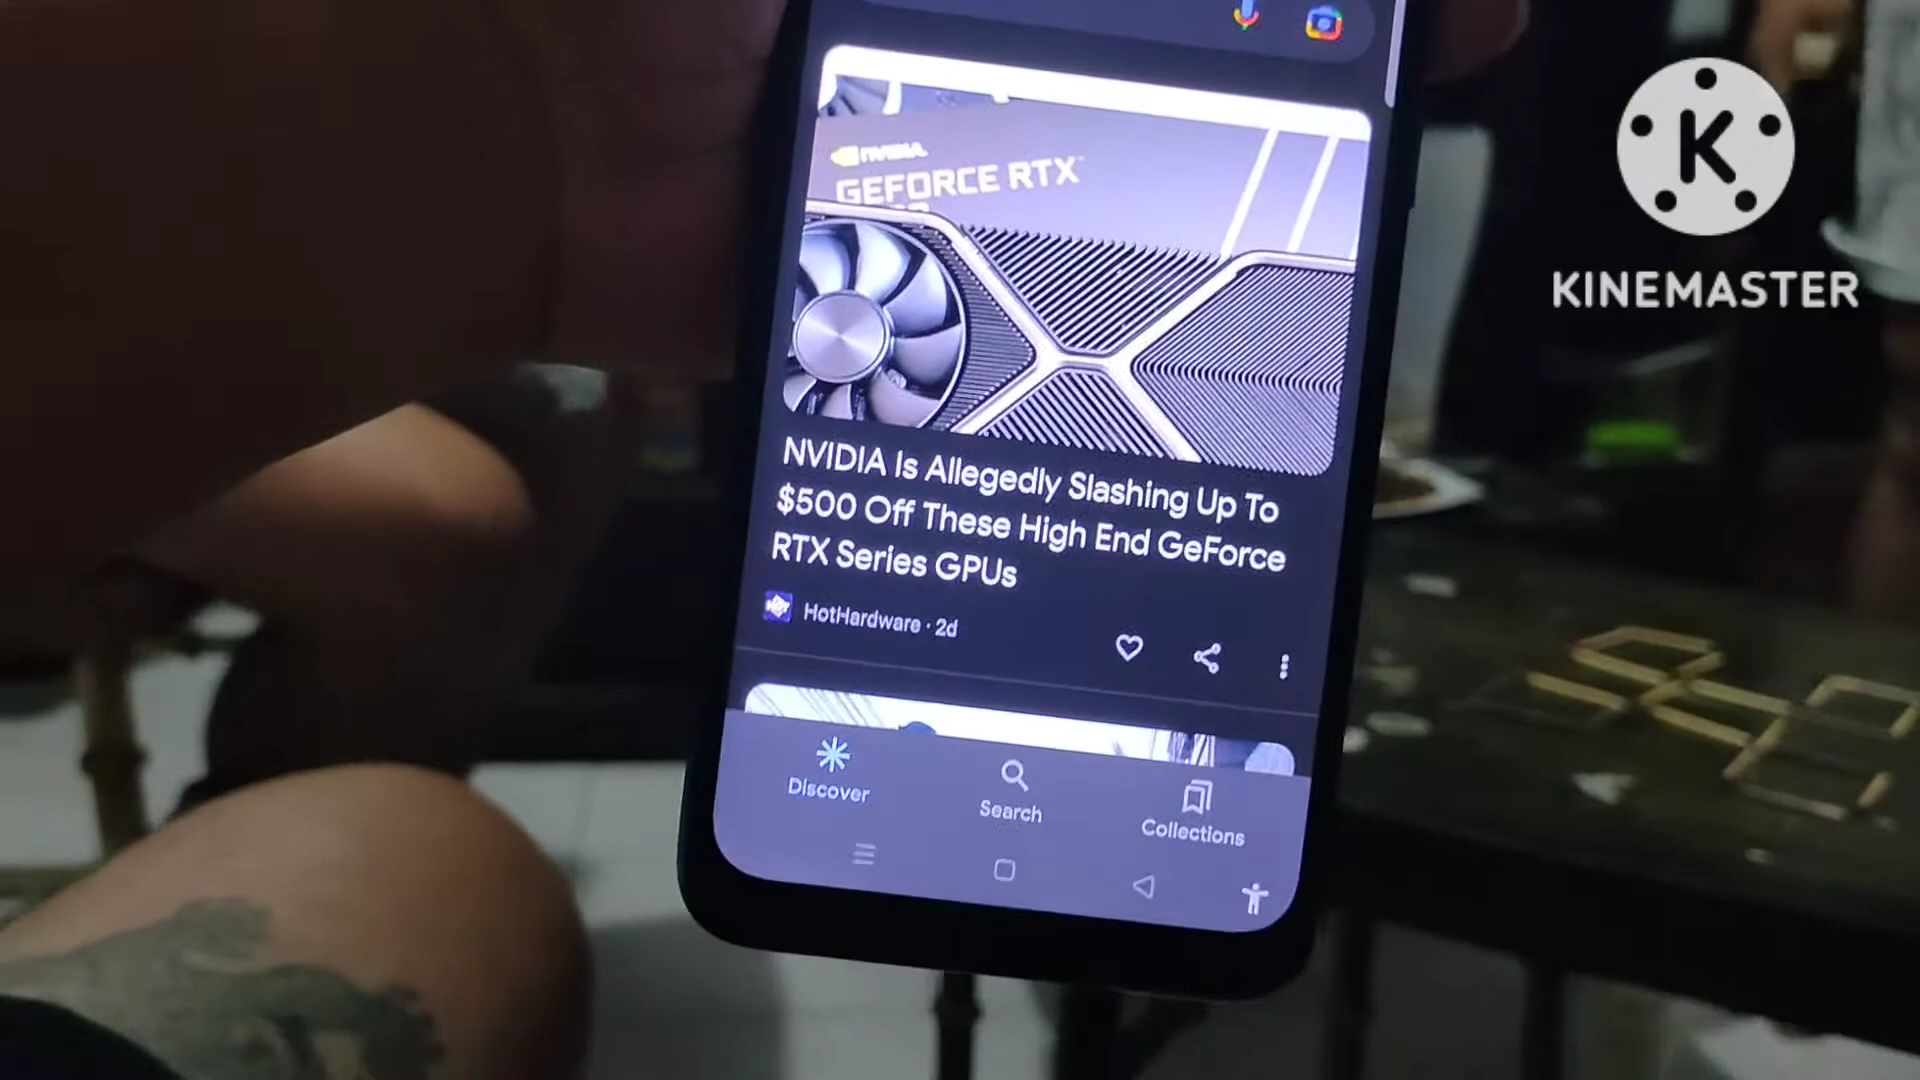 NVIDIA
GEFORCE RTX
NVIDIA Is Allegedly Slashing Up To
$500 Off These High End GeForce
RTX Series GPUs
HOT
HotHardware · 2d
Discover
Search
Collections
K
KINEMASTER